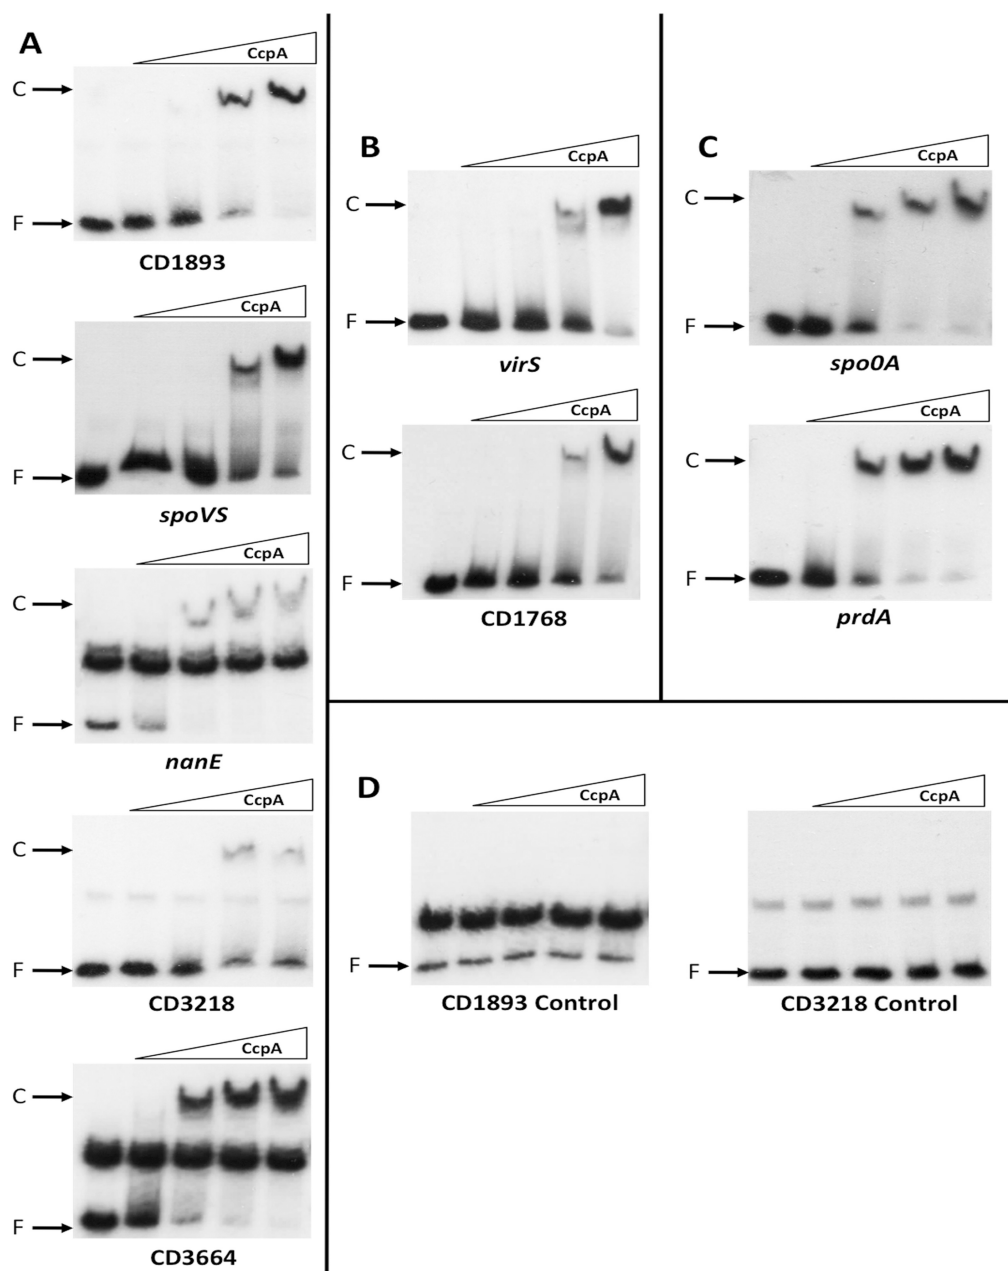 A
CcpA
C
F
CD1893
CcpA
C
F
spoVS
CcpA
C
F
nanE
CcpA
C
F
CD3218
CcpA
C
F
CD3664
B
CcpA
C
F
virS
CcpA
C
F
CD1768
C
CcpA
C
F
spo0A
CcpA
C
F
prdA
D
CcpA
F
CD1893 Control
CcpA
F
CD3218 Control